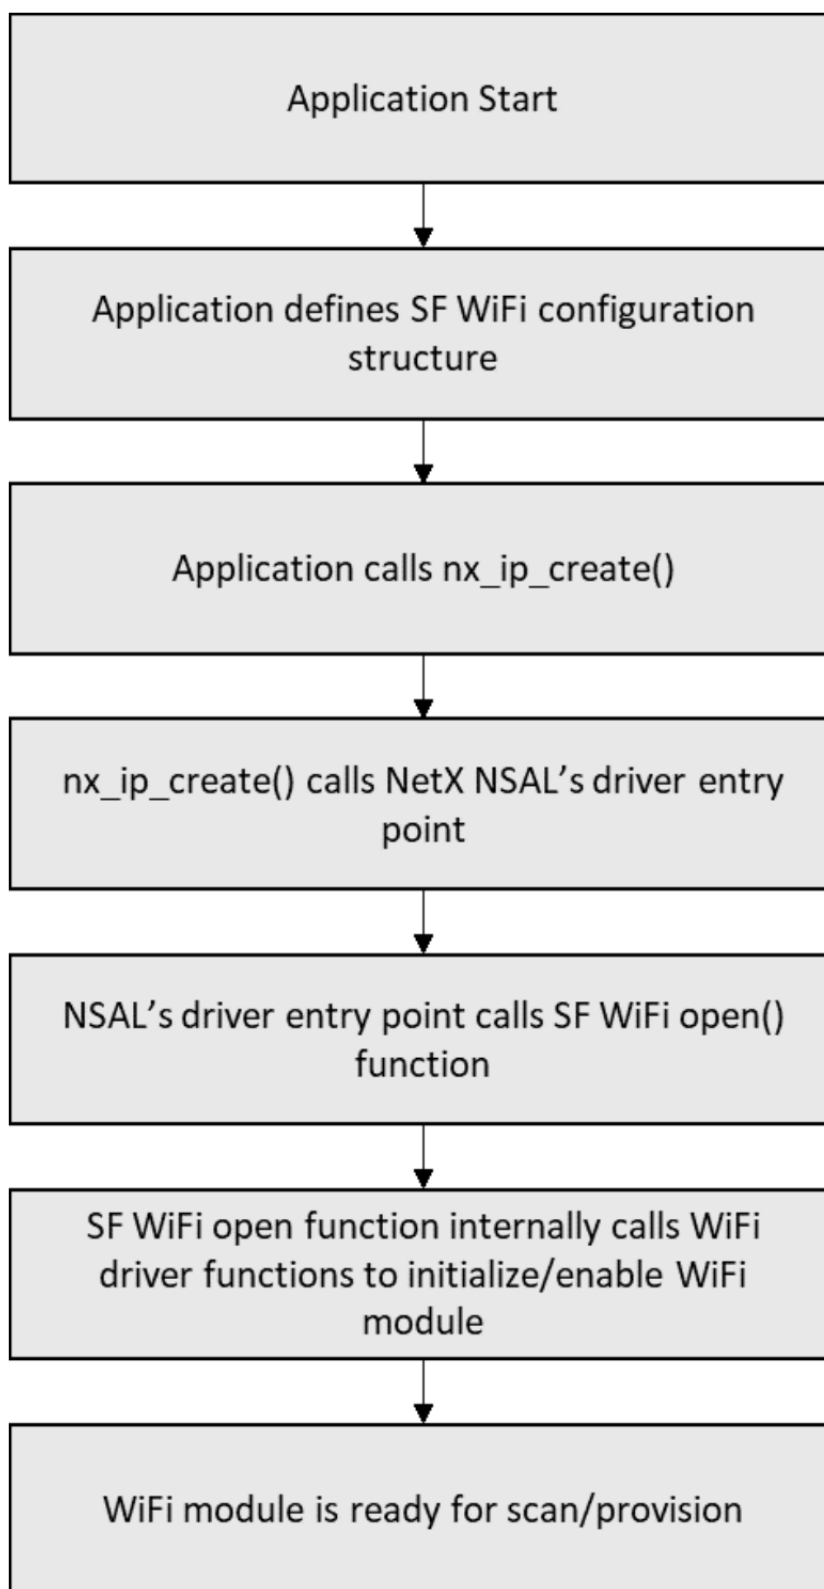 Application Start
Application defines SF WiFi configuration
structure
Application calls nx_ip_create()
nx_ip_create() calls NetX NSAL’s driver entry
point
NSAL’s driver entry point calls SF WiFi open()
function
SF WiFi open function internally calls WiFi
driver functions to initialize/enable WiFi
module
WiFi module is ready for scan/provision